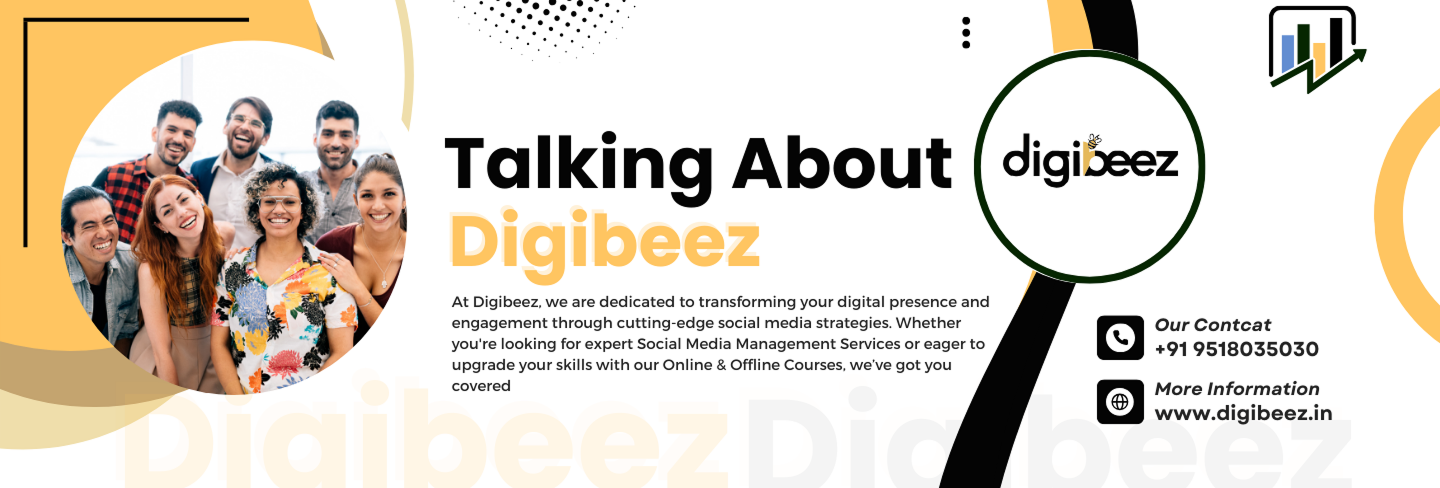 Talking About
Digibeez
At Digibeez, we are dedicated to transforming your digital presence and
engagement through cutting-edge social media strategies. Whether
you're looking for expert Social Media Management Services or eager to
upgrade your skills with our Online & Offline Courses, we've got you
covered
digibeez
Our Contcat
+91 9518035030
More Information
www.digibeez.in
Digibeez Digibeez